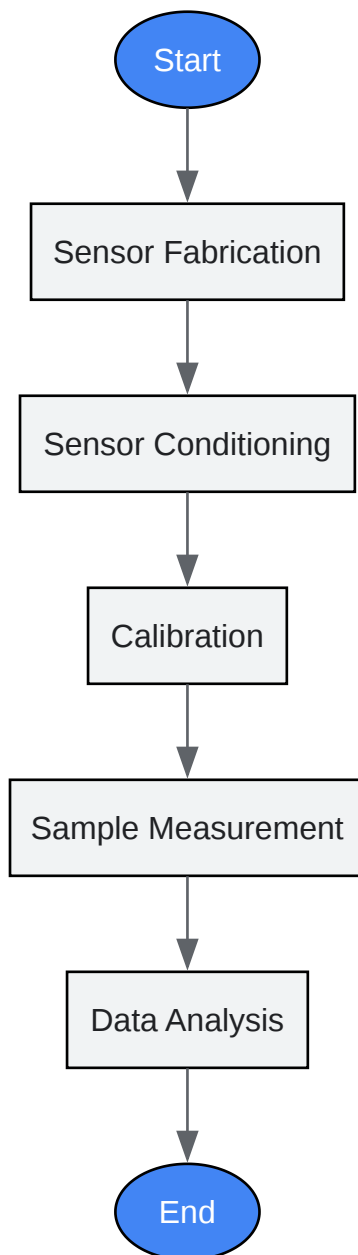 Start
Sensor Fabrication
Sensor Conditioning
Calibration
Sample Measurement
Data Analysis
End